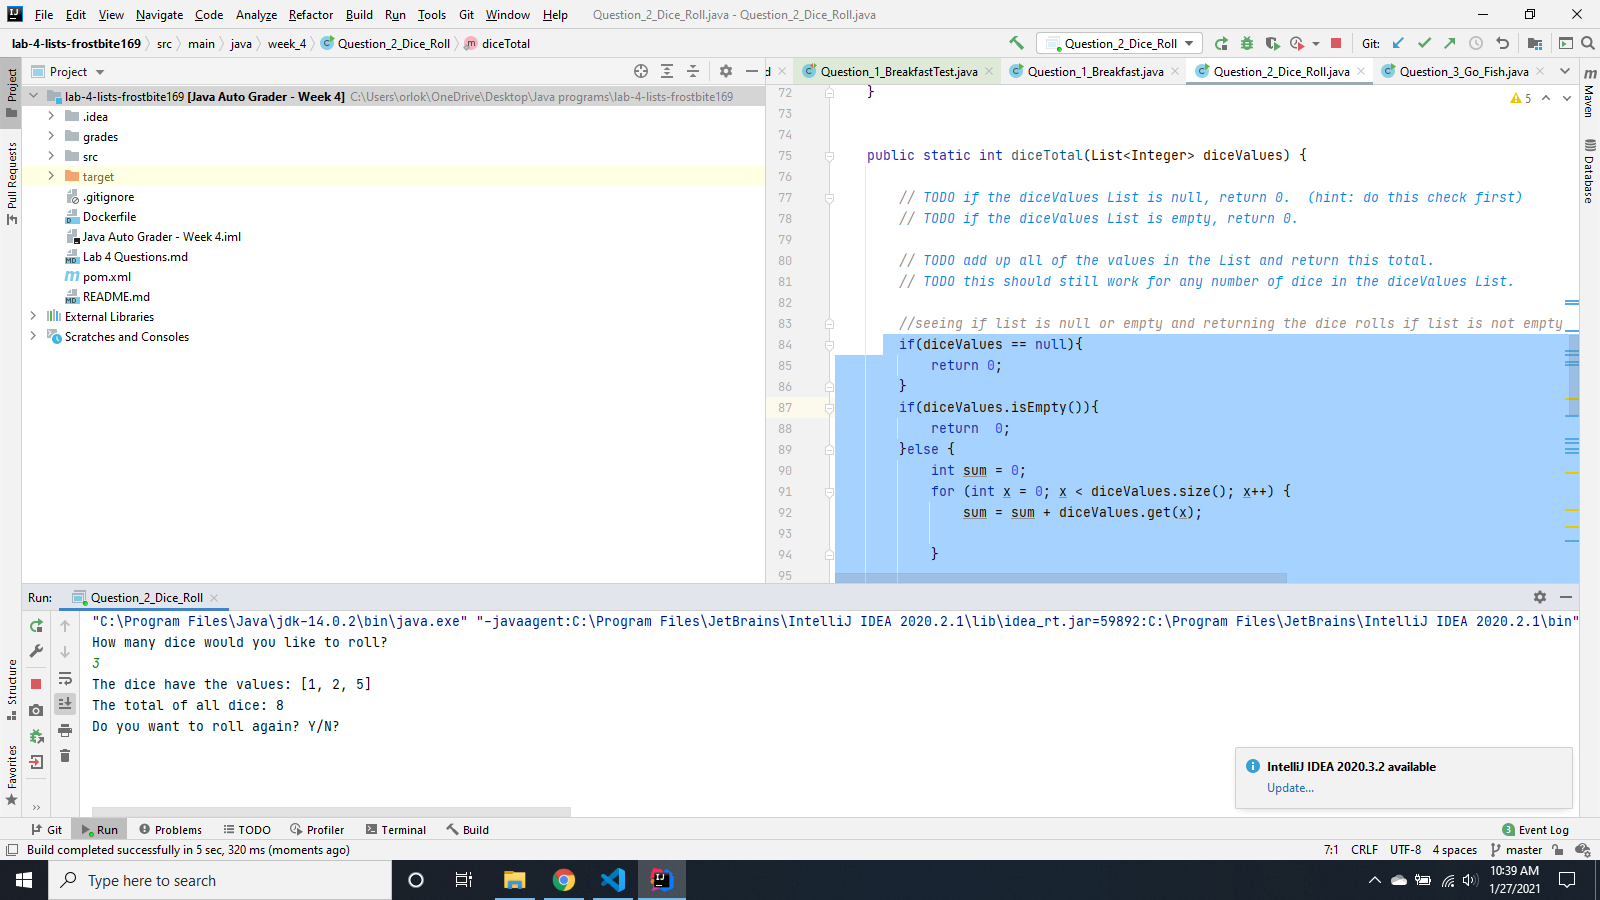 File Edit View Navigate Code Analyze Refactor Build Run Tools Git Window Help Question_2_Dice_Roll.java - Question_2_Dice_Roll.java
lab-4-lists-frostbite169 src main java week_4 Question_2_Dice_Roll diceTotal Question_2_Dice_Roll Git:
Project
Project
Pull Requests
Structure
Favorites
lab-4-lists-frostbite169 [Java Auto Grader - Week 4] C:\Users\orlok\OneDrive\Desktop\Java programs\lab-4-lists-frostbite169
.idea
grades
src
target
.gitignore
Dockerfile
Java Auto Grader - Week 4.iml
Lab 4 Questions.md
pom.xml
README.md
External Libraries
Scratches and Consoles
d Question_1_BreakfastTest.java Question_1_Breakfast.java Question_2_Dice_Roll.java Question_3_Go_Fish.java
5
Maven
Database
72 }
73
74
75 public static int diceTotal(List<Integer> diceValues) {
76
77 // TODO if the diceValues List is null, return 0.  (hint: do this check first)
78 // TODO if the diceValues List is empty, return 0.
79
80 // TODO add up all of the values in the List and return this total.
81 // TODO this should still work for any number of dice in the diceValues List.
82
83 //seeing if list is null or empty and returning the dice rolls if list is not empty
84 if(diceValues == null){
85 return 0;
86 }
87 if(diceValues.isEmpty()){
88 return  0;
89 }else {
90 int sum = 0;
91 for (int x = 0; x < diceValues.size(); x++) {
92 sum = sum + diceValues.get(x);
93
94 }
95
Run: Question_2_Dice_Roll
"C:\Program Files\Java\jdk-14.0.2\bin\java.exe" "-javaagent:C:\Program Files\JetBrains\IntelliJ IDEA 2020.2.1\lib\idea_rt.jar=59892:C:\Program Files\JetBrains\IntelliJ IDEA 2020.2.1\bin"
How many dice would you like to roll?
3
The dice have the values: [1, 2, 5]
The total of all dice: 8
Do you want to roll again? Y/N?
IntelliJ IDEA 2020.3.2 available
Update...
Git Run Problems TODO Profiler Terminal Build 3 Event Log
Build completed successfully in 5 sec, 320 ms (moments ago) 7:1 CRLF UTF-8 4 spaces master
Type here to search
10:39 AM
1/27/2021